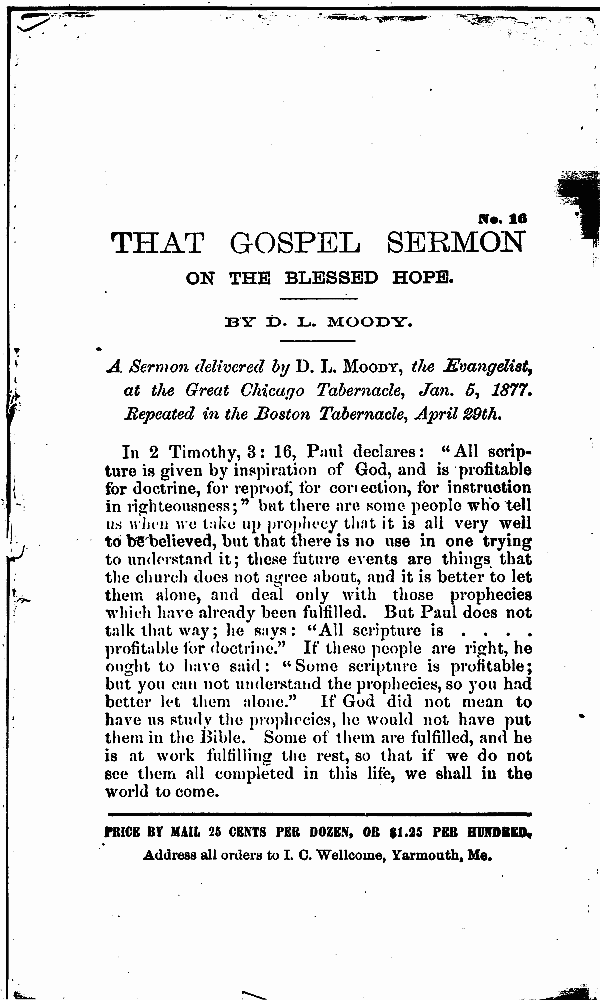 No. 16
THAT GOSPEL SERMON
ON THE BLESSED HOPE.
BY D. L. MOODY.
A Sermon delivered by D. L. MOODY, the Evangelist,
at the Great Chicago Tabernacle, Jan. 5, 1877.
Repeated in the Boston Tabernacle, April 29th.
In 2 Timothy, 3: 16, Paul declares: "All scrip-
ture is given by inspiration of God, and is profitable
for doctrine, for reproof, for correction, for instruction
in righteousness;" but there are some people who tell
us when we take up prophecy that it is all very well
to be believed, but that there is no use in one trying
to understand it; these future events are things that
the church does not agree about, and it is better to let
them alone, and deal only with those prophecies
which have already been fulfilled. But Paul does not
talk that way; he says: "All scripture is . . . .
profitable for doctrine." If these people are right, he
ought to have said: "Some scripture is profitable;
but you can not understand the prophecies, so you had
better let them alone." If God did not mean to
have us study the prophecies, he would not have put
them in the Bible. Some of them are fulfilled, and he
is at work fulfilling the rest, so that if we do not
see them all completed in this life, we shall in the
world to come.
PRICE BY MAIL 25 CENTS PER DOZEN, OR $1.25 PER HUNDRED,
Address all orders to I. C. Wellcome, Yarmouth, Me.